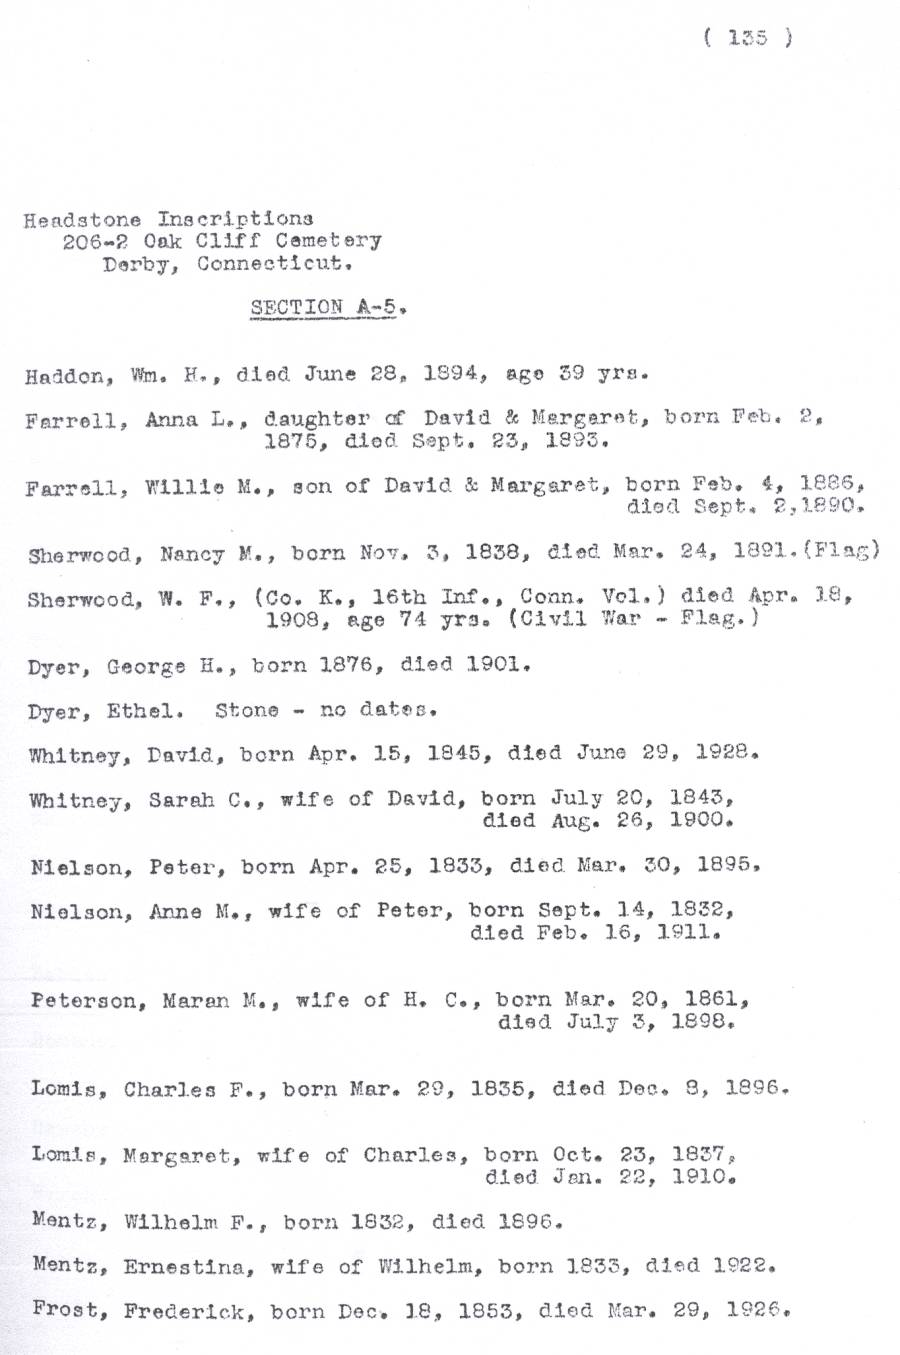 ( 135 )
Headstone Inscriptions
206-2 Oak Cliff Cemetery
Derby, Connecticut.
SECTION A-5.
Haddon, Wm. H., died June 28, 1894, age 39 yrs.
Farrell, Anna L., daughter of David & Margaret, born Feb. 2,
1875, died Sept. 23, 1893.
Farrell, Willie M., son of David & Margaret, born Feb. 4, 1886,
died Sept. 2,1890.
Sherwood, Nancy M., born Nov. 3, 1838, died Mar. 24, 1891.(Flag)
Sherwood, W. F., (Co. K., 16th Inf., Conn. Vol.) died Apr. 18,
1908, age 74 yrs. (Civil War - Flag.)
Dyer, George H., born 1876, died 1901.
Dyer, Ethel. Stone - no dates.
Whitney, David, born Apr. 15, 1845, died June 29, 1928.
Whitney, Sarah C., wife of David, born July 20, 1843,
died Aug. 26, 1900.
Nielson, Peter, born Apr. 25, 1833, died Mar. 30, 1895.
Nielson, Anne M., wife of Peter, born Sept. 14, 1832,
died Feb. 16, 1911.
Peterson, Maran M., wife of H. C., born Mar. 20, 1861,
died July 3, 1898.
Lomis, Charles F., born Mar. 29, 1835, died Dec. 8, 1896.
Lomis, Margaret, wife of Charles, born Oct. 23, 1837,
died Jan. 22, 1910.
Mentz, Wilhelm F., born 1832, died 1896.
Mentz, Ernestina, wife of Wilhelm, born 1833, died 1922.
Frost, Frederick, born Dec. 18, 1853, died Mar. 29, 1926.